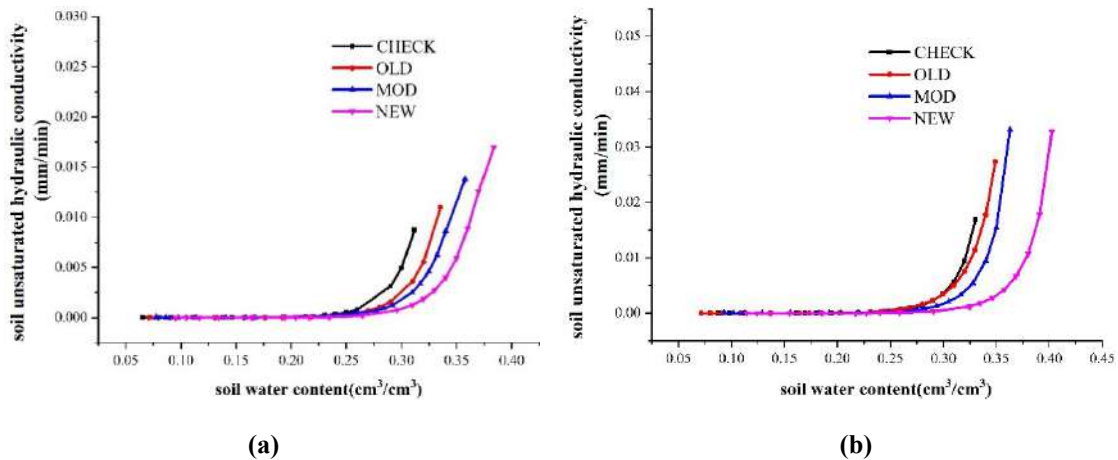 soil unsaturated hydraulic conductivity
(mm/min)
0.030
0.025
0.020
0.015
0.010
0.005
0.000
CHECK
OLD
MOD
NEW
0.05 0.10 0.15 0.20 0.25 0.30 0.35 0.40
soil water content(cm³/cm³)
(a)
soil unsaturated hydraulic conductivity
(mm/min)
0.05
0.04
0.03
0.02
0.01
0.00
CHECK
OLD
MOD
NEW
0.05 0.10 0.15 0.20 0.25 0.30 0.35 0.40 0.45
soil water content(cm³/cm³)
(b)